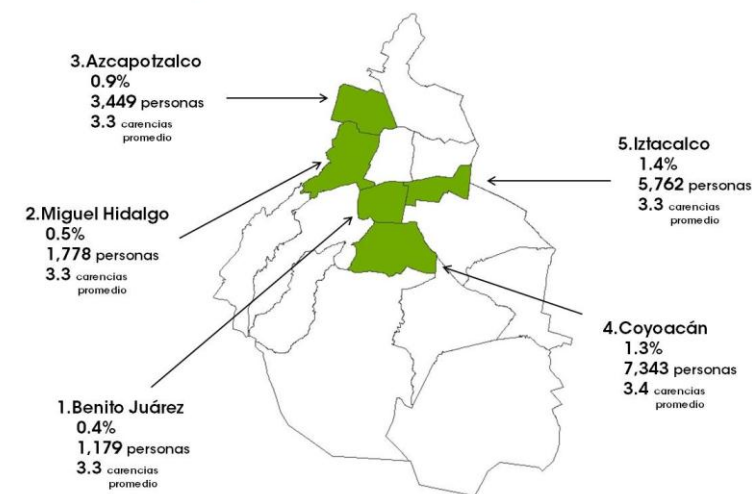 3.Azcapotzalco
0.9%
3,449 personas
3.3 carencias
promedio
5.Iztacalco
1.4%
5,762 personas
3.3 carencias
promedio
2.Miguel Hidalgo
0.5%
1,778 personas
3.3 carencias
promedio
4.Coyoacán
1.3%
7,343 personas
3.4 carencias
promedio
1.Benito Juárez
0.4%
1,179 personas
3.3 carencias
promedio